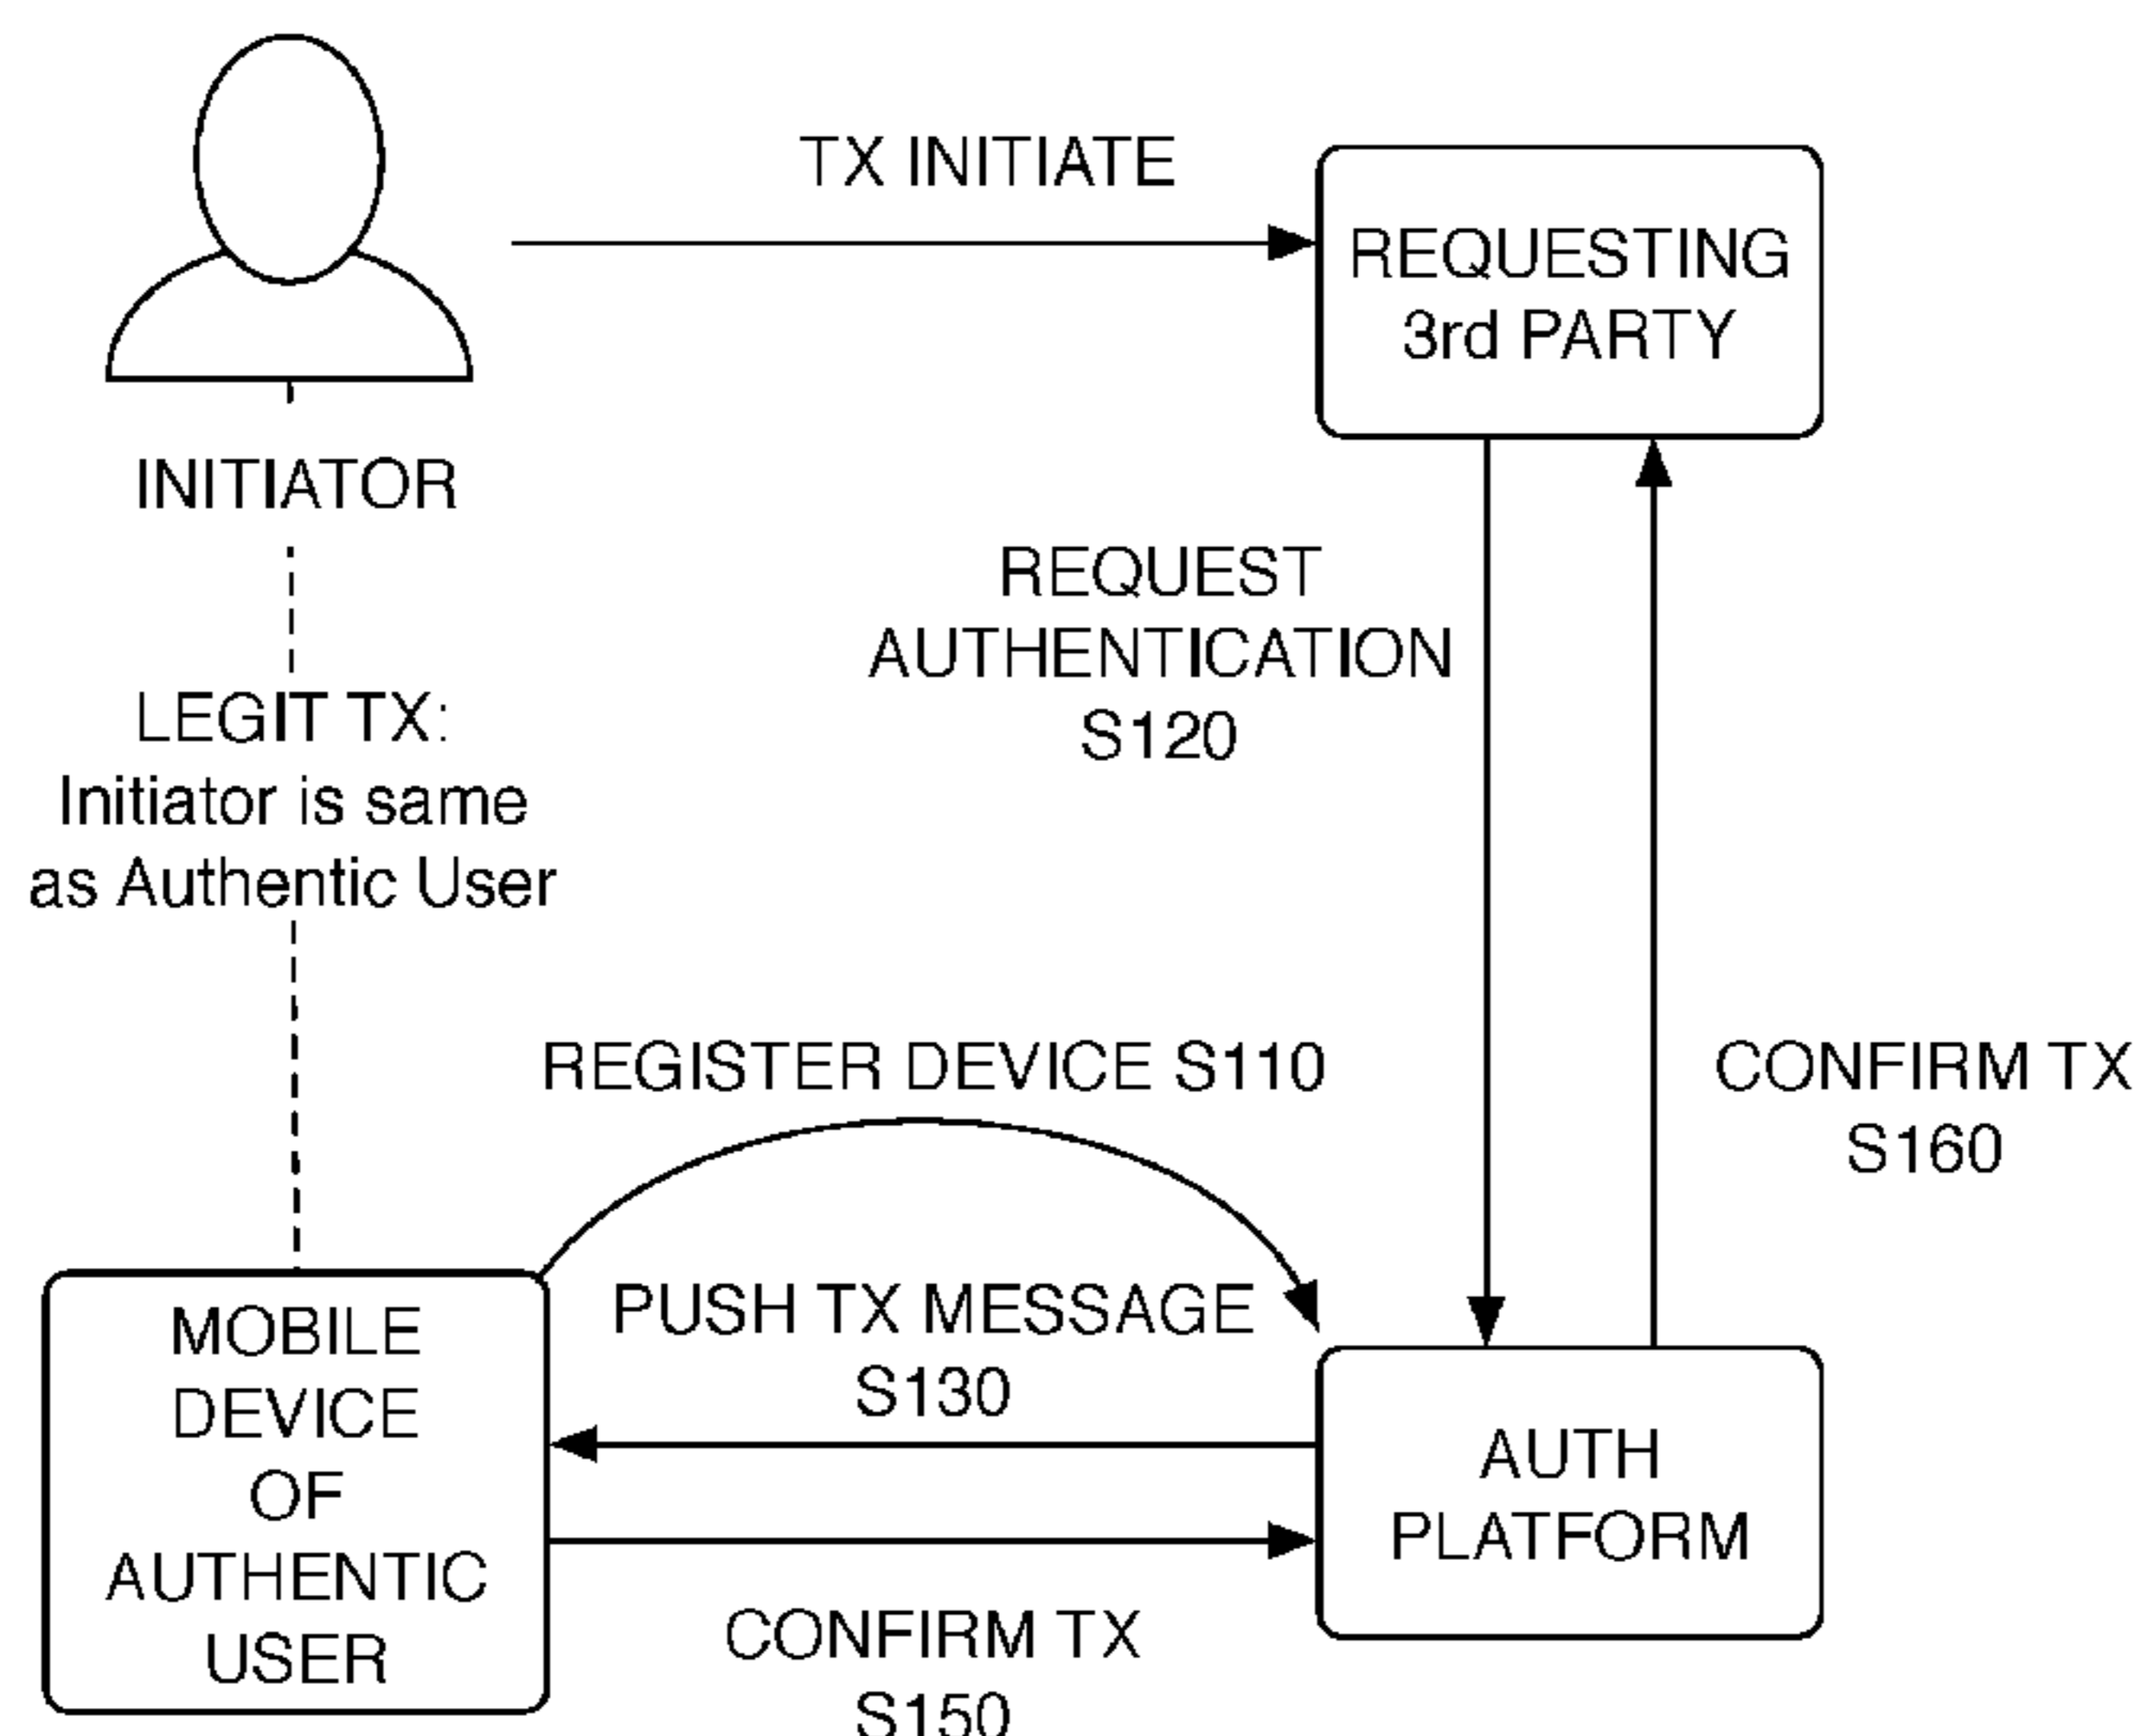 TX INITIATE
REQUESTING
3rd PARTY
INITIATOR
REQUEST
AUTHENTICATION
S120
LEGIT TX:
Initiator is same
as Authentic User
REGISTER DEVICE S110
CONFIRM TX
S160
PUSH TX MESSAGE
S130
MOBILE
DEVICE
OF
AUTHENTIC
USER
AUTH
PLATFORM
CONFIRM TX
S150